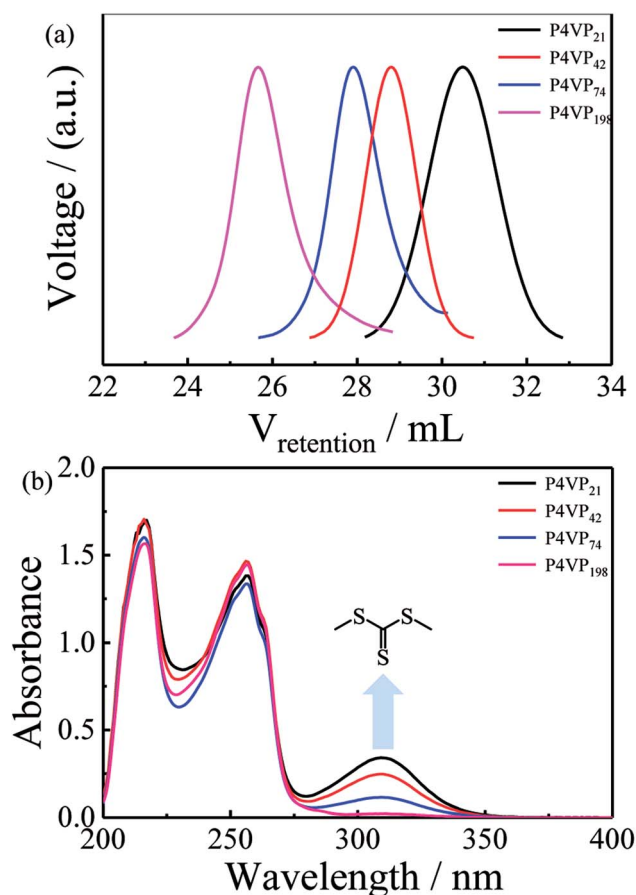 (a)
P4VP₂₁
P4VP₄₂
P4VP₇₄
P4VP₁₉₈
Voltage / (a.u.)
22 24 26 28 30 32 34
V_retention / mL
(b)
P4VP₂₁
P4VP₄₂
P4VP₇₄
P4VP₁₉₈
2.0
1.5
1.0
0.5
0.0
Absorbance
S S
S
200 250 300 350 400
Wavelength / nm